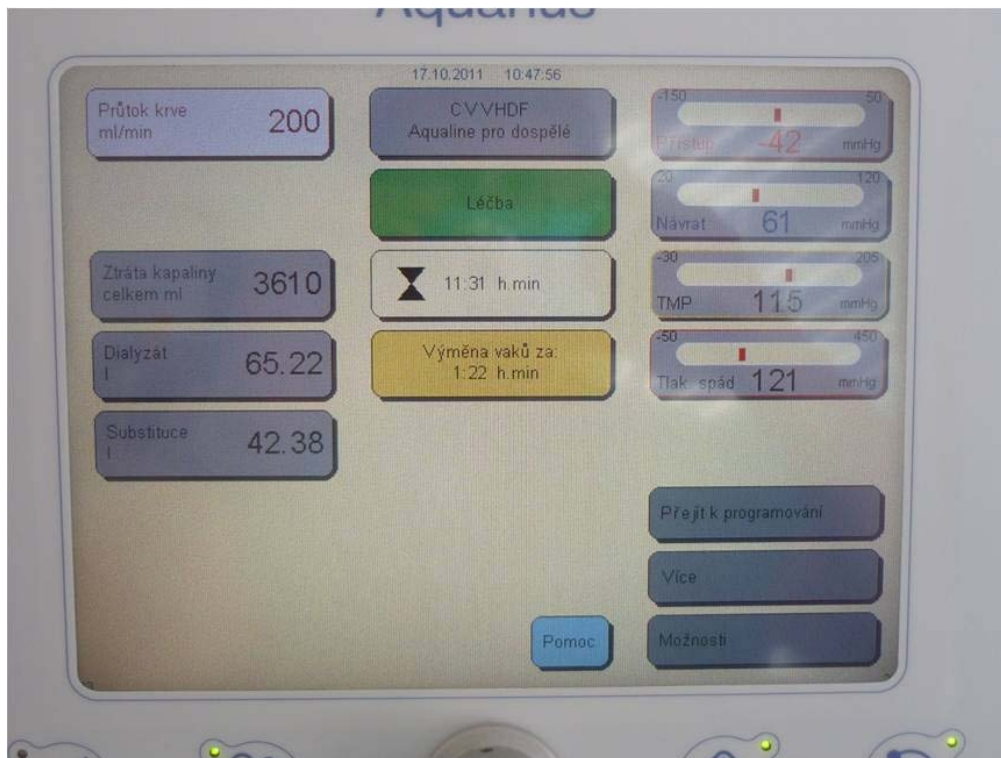 Aquarius
17.10.2011 10:47:56
Průtok krve
ml/min
200
CVVHDF
Aqualine pro dospělé
-150 50
Přístup -42 mmHg
Léčba
20 120
Návrat 61 mmHg
Ztráta kapaliny
celkem ml
3610
11:31 h.min
-30 205
TMP 115 mmHg
Dialyzát
l
65.22
Výměna vaků za:
1:22 h.min
-50 450
Tlak. spád 121 mmHg
Substituce
l
42.38
Přejít k programování
Více
Pomoc
Možnosti